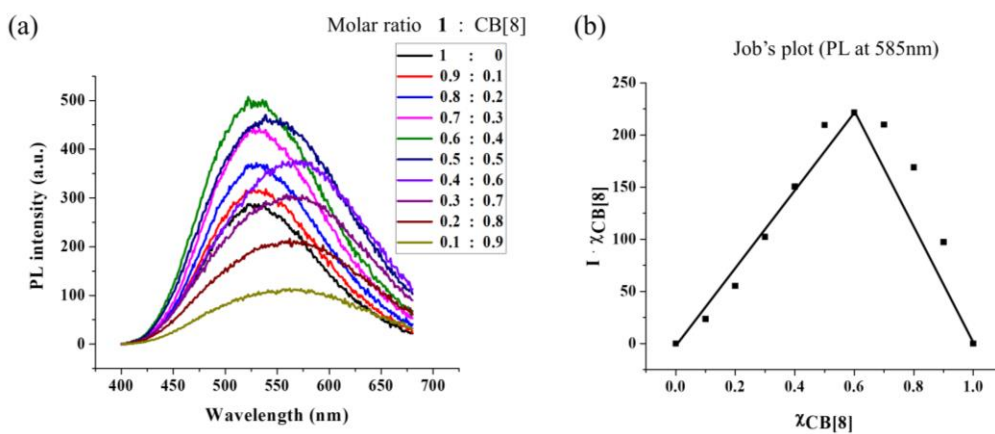 (a)
Molar ratio 1 : CB[8]
1 : 0
0.9 : 0.1
0.8 : 0.2
0.7 : 0.3
0.6 : 0.4
0.5 : 0.5
0.4 : 0.6
0.3 : 0.7
0.2 : 0.8
0.1 : 0.9
PL intensity (a.u.)
500
400
300
200
100
0
400 450 500 550 600 650 700
Wavelength (nm)
(b)
Job's plot (PL at 585nm)
I · χCB[8]
250
200
150
100
50
0
0.0 0.2 0.4 0.6 0.8 1.0
χCB[8]